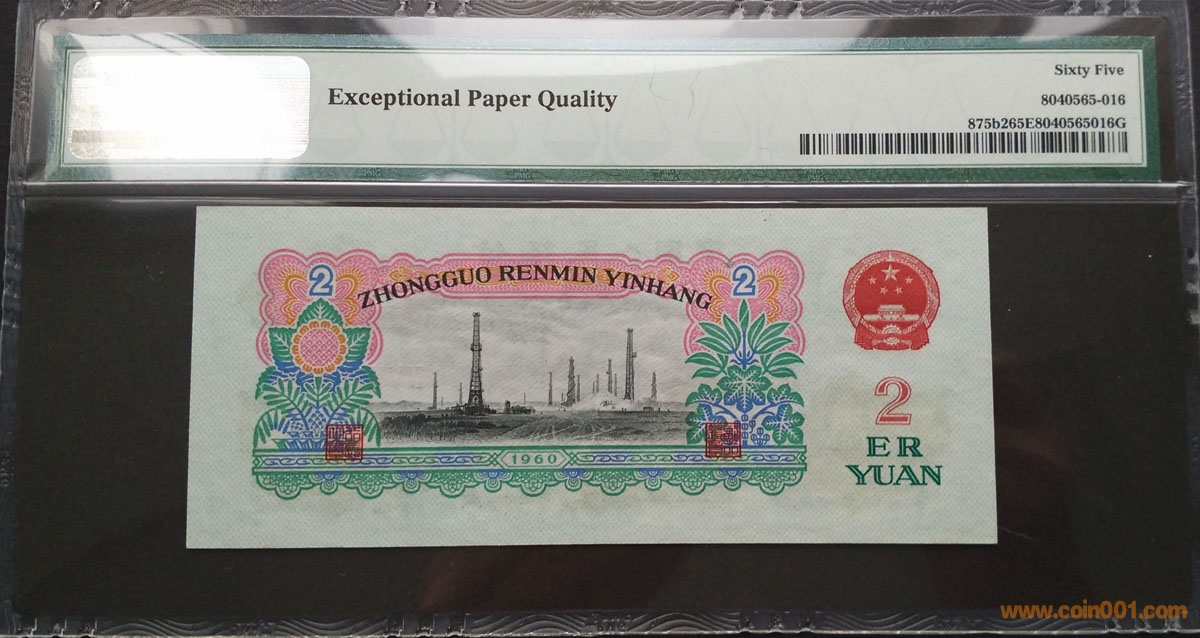 Exceptional Paper Quality
Sixty Five
8040565-016
875b265E8040565016G
ZHONGGUO RENMIN YINHANG
2
2
1960
2
ER
YUAN
www.coin001.com